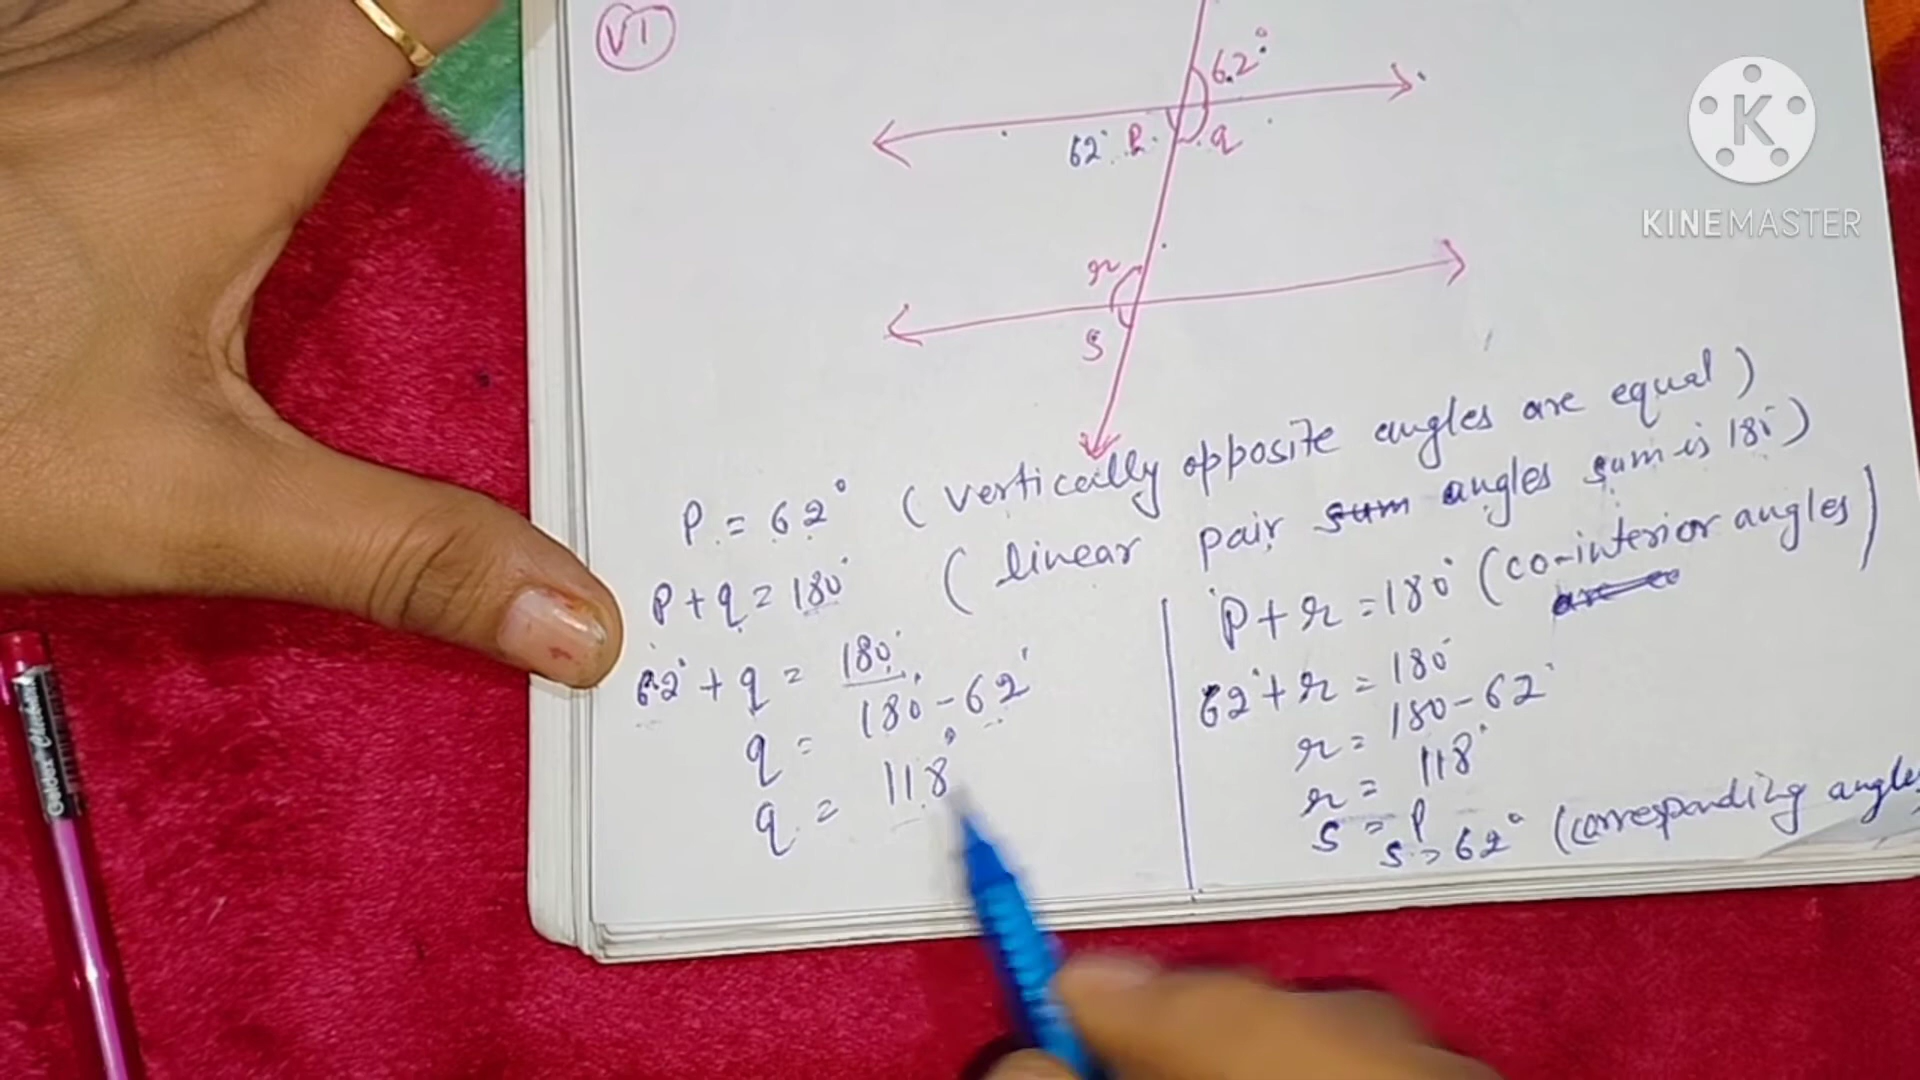 VI
62°
62° P q
r
S
P = 62° (vertically opposite angles are equal)
P + q = 180° (linear pair sum angles sum is 180°)
62° + q = 180°
q = 180° - 62°
q = 118°
P + r = 180° (co-interior angles)
are
62° + r = 180°
r = 180 - 62°
r = 118°
S = P
S = 62° (corresponding angles
K
KINEMASTER